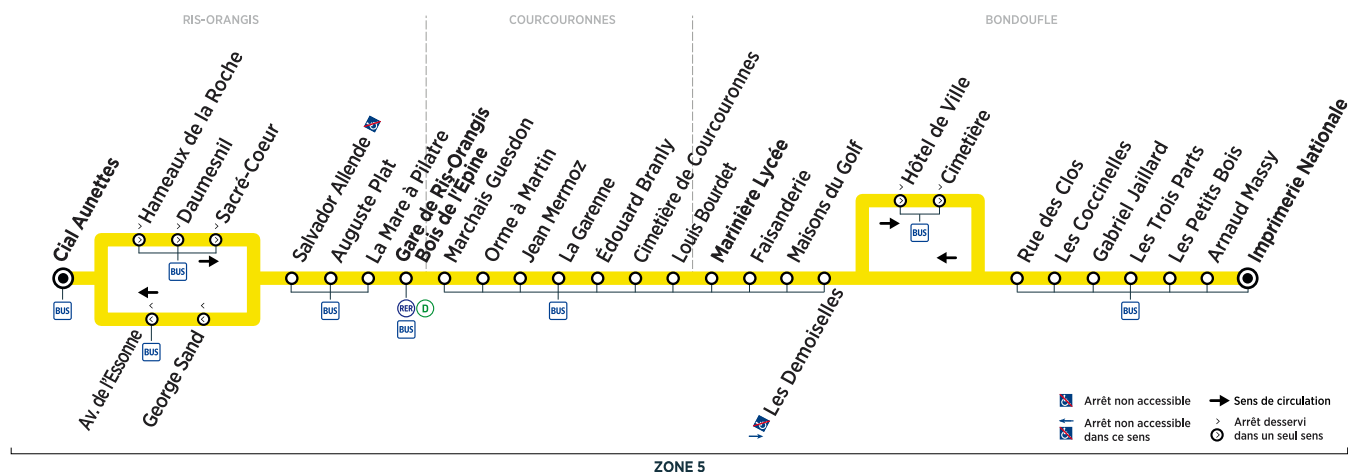 RIS-ORANGIS
COURCOURONNES
BONDOUFLE
Cial Aunettes
Hameaux de la Roche
Daumesnil
Sacré-Coeur
Av. de l'Essonne
George Sand
Salvador Allende
Auguste Plat
La Mare à Pilatre
Gare de Ris-Orangis
Bois de l'Epine
Marchais Guesdon
Orme à Martin
Jean Mermoz
La Garenne
Édouard Branly
Cimetière de Courcouronnes
Louis Bourdet
Marinière Lycée
Faisanderie
Maisons du Golf
Les Demoiselles
Hôtel de Ville
Cimetière
Rue des Clos
Les Coccinelles
Gabriel Jaillard
Les Trois Parts
Les Petits Bois
Arnaud Massy
Imprimerie Nationale
BUS
BUS
BUS
BUS
RER D
BUS
BUS
BUS
BUS
Arrêt non accessible
Sens de circulation
Arrêt non accessible
dans ce sens
Arrêt desservi
dans un seul sens
ZONE 5